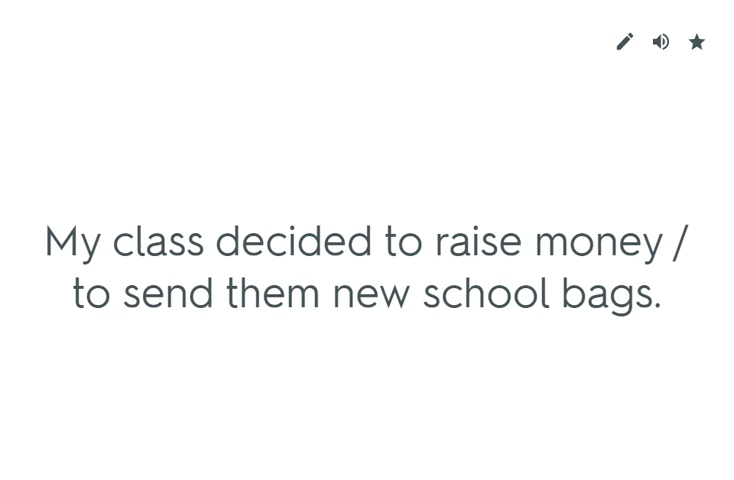 My class decided to raise money /
to send them new school bags.